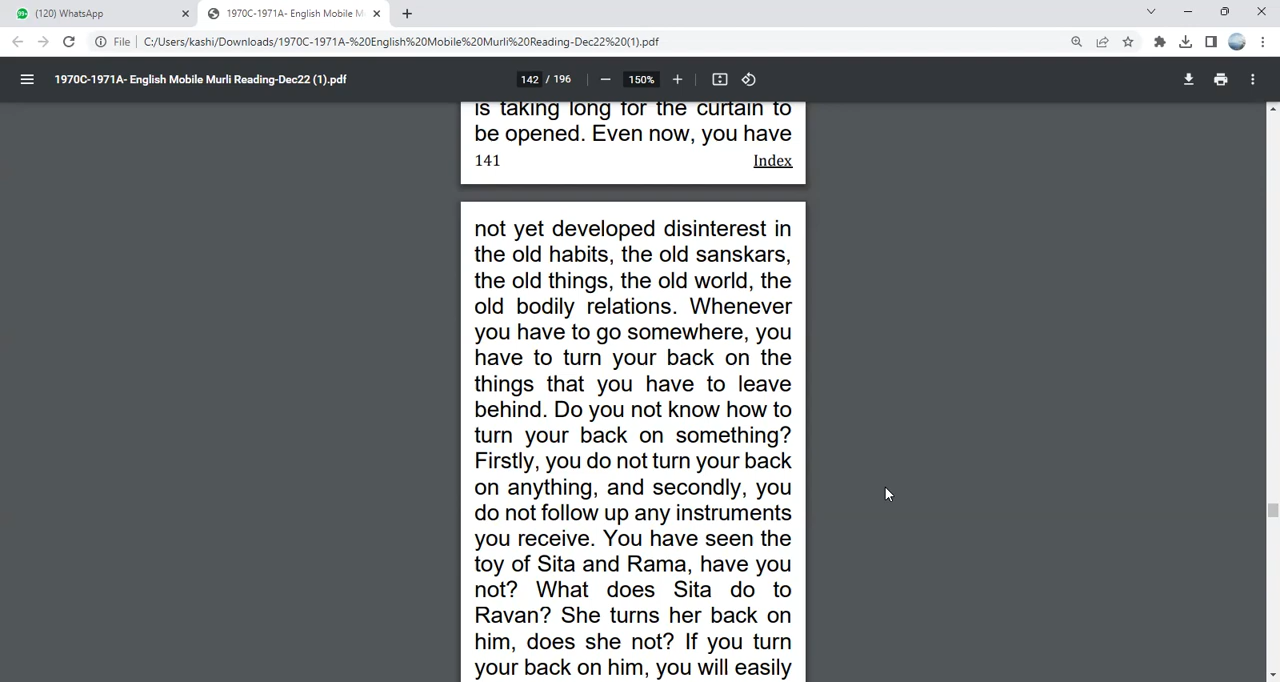 (120) WhatsApp
1970C-1971A- English Mobile M
File
C:/Users/kashi/Downloads/1970C-1971A-%20English%20Mobile%20Murli%20Reading-Dec22%20(1).pdf
1970C-1971A- English Mobile Murli Reading-Dec22 (1).pdf
142 / 196
150%
is taking long for the curtain to
be opened. Even now, you have
141
Index
not yet developed disinterest in
the old habits, the old sanskars,
the old things, the old world, the
old bodily relations. Whenever
you have to go somewhere, you
have to turn your back on the
things that you have to leave
behind. Do you not know how to
turn your back on something?
Firstly, you do not turn your back
on anything, and secondly, you
do not follow up any instruments
you receive. You have seen the
toy of Sita and Rama, have you
not? What does Sita do to
Ravan? She turns her back on
him, does she not? If you turn
your back on him, you will easily